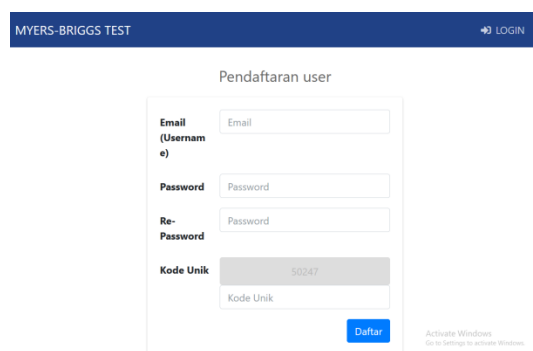 MYERS-BRIGGS TEST LOGIN
Pendaftaran user
Email
(Usernam
e)
Email
Password Password
Re-
Password
Password
Kode Unik 50247
Kode Unik
Daftar
Activate Windows
Go to Settings to activate Windows.